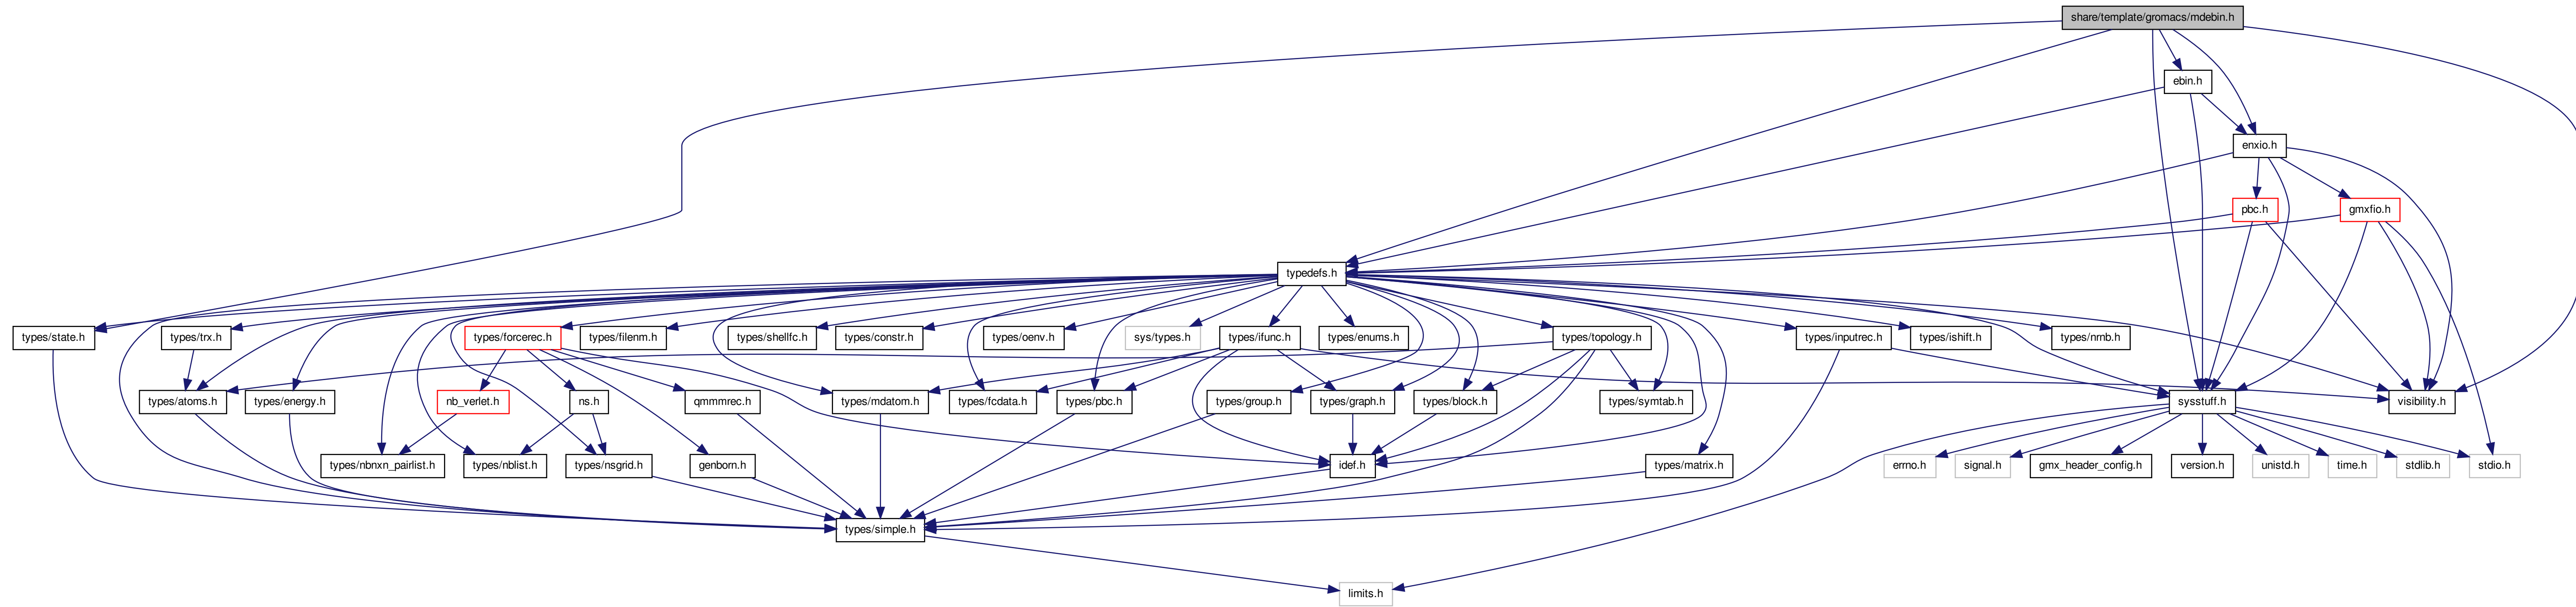 share/template/gromacs/mdebin.h
ebin.h
enxio.h
pbc.h
gmxfio.h
typedefs.h
types/state.h
types/trx.h
types/forcerec.h
types/filenm.h
types/shellfc.h
types/constr.h
types/oenv.h
sys/types.h
types/ifunc.h
types/enums.h
types/topology.h
types/inputrec.h
types/ishift.h
types/nrnb.h
types/atoms.h
types/energy.h
nb_verlet.h
ns.h
qmmmrec.h
types/mdatom.h
types/fcdata.h
types/pbc.h
types/group.h
types/graph.h
types/block.h
types/symtab.h
sysstuff.h
visibility.h
types/nbnxn_pairlist.h
types/nblist.h
types/nsgrid.h
genborn.h
idef.h
types/matrix.h
errno.h
signal.h
gmx_header_config.h
version.h
unistd.h
time.h
stdlib.h
stdio.h
types/simple.h
limits.h